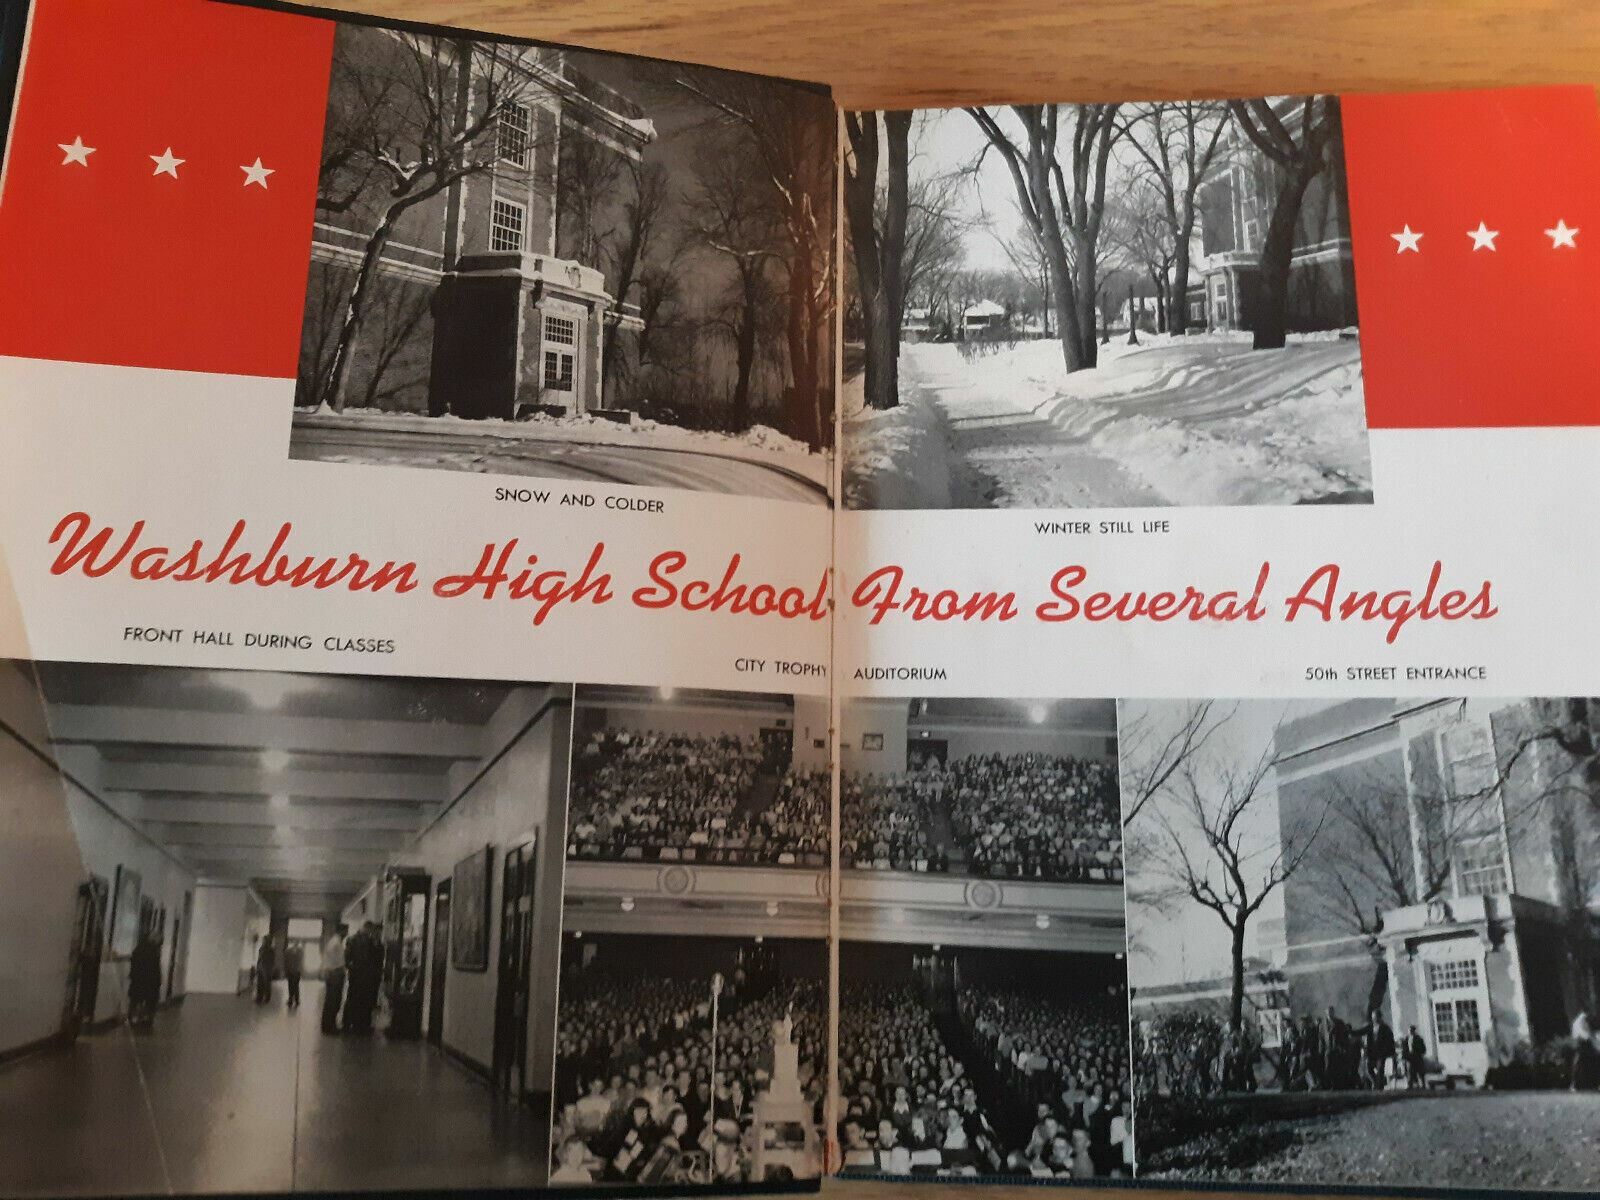 SNOW AND COLDER
WINTER STILL LIFE
Washburn High School From Several Angles
FRONT HALL DURING CLASSES
CITY TROPHY AUDITORIUM
50th STREET ENTRANCE